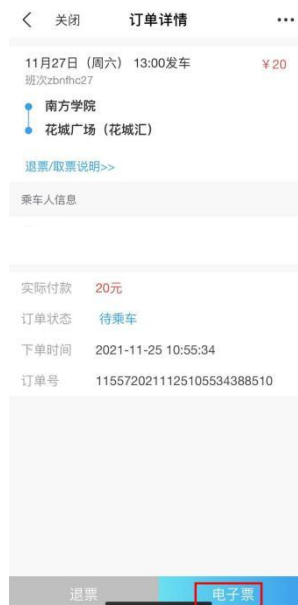 关闭 订单详情
11月27日（周六） 13:00发车 ￥20
班次zbnfhc27
南方学院
花城广场（花城汇）
退票/取票说明>>
乘车人信息
实际付款 20元
订单状态 待乘车
下单时间 2021-11-25 10:55:34
订单号 1155720211125105534388510
退票 电子票